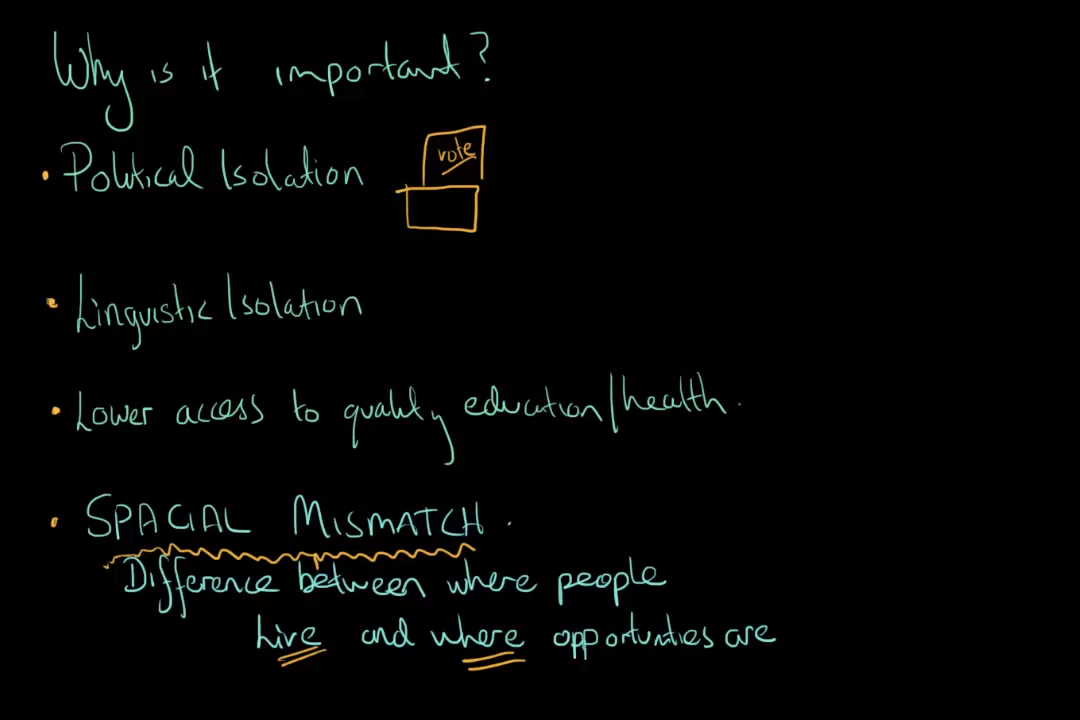 Why is it important?
vote
• Political Isolation
• Linguistic Isolation
• Lower access to quality education/health.
• SPACIAL MISMATCH.
Difference between where people
live and where opportunities are